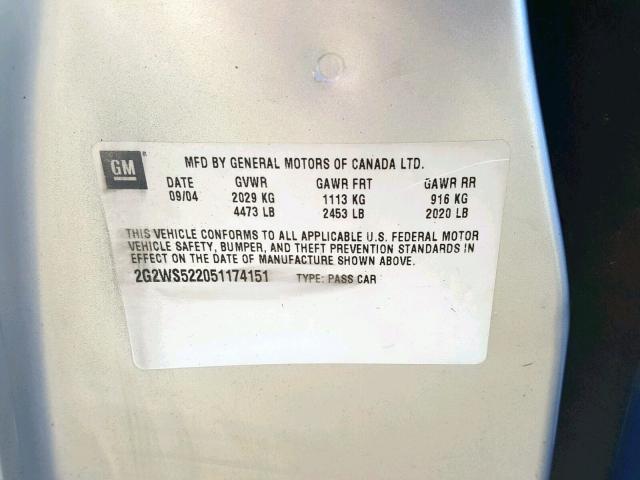 GM ® MFD BY GENERAL MOTORS OF CANADA LTD.
DATE GVWR GAWR FRT GAWR RR
09/04 2029 KG 1113 KG 916 KG
4473 LB 2453 LB 2020 LB
THIS VEHICLE CONFORMS TO ALL APPLICABLE U.S. FEDERAL MOTOR
VEHICLE SAFETY, BUMPER, AND THEFT PREVENTION STANDARDS IN
EFFECT ON THE DATE OF MANUFACTURE SHOWN ABOVE.
2G2WS522051174151 TYPE: PASS CAR